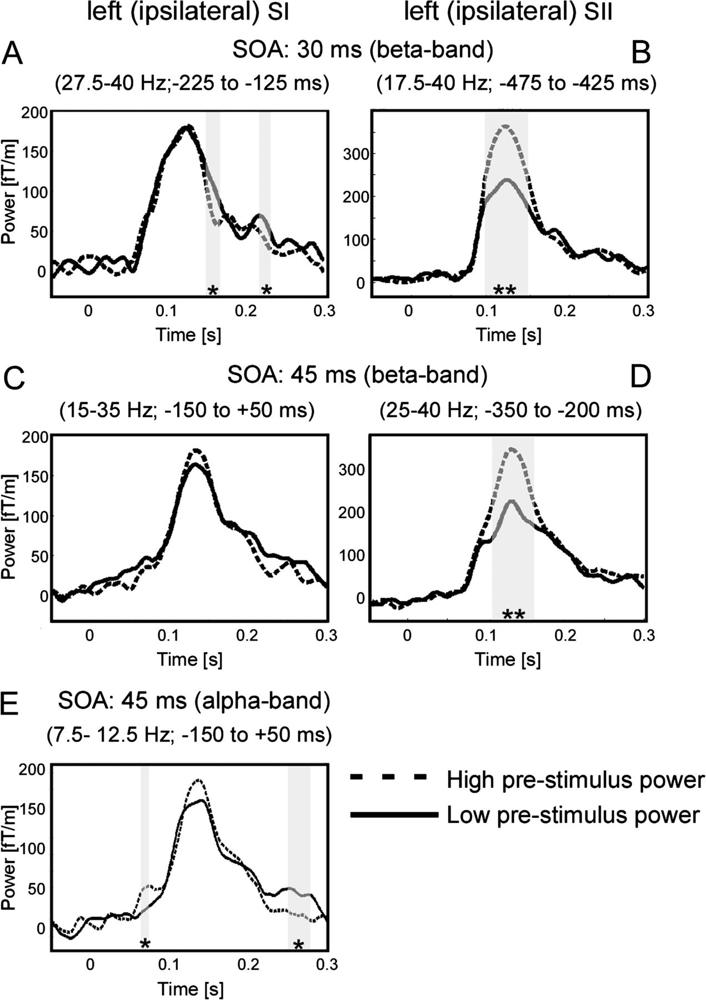 left (ipsilateral) SI left (ipsilateral) SII
A SOA: 30 ms (beta-band) B
(27.5-40 Hz;-225 to -125 ms) (17.5-40 Hz; -475 to -425 ms)
200
150
100
50
0
Power [fT/m]
* *
0 0.1 0.2 0.3
Time [s]
300
200
100
0
**
0 0.1 0.2 0.3
Time [s]
C SOA: 45 ms (beta-band) D
(15-35 Hz; -150 to +50 ms) (25-40 Hz; -350 to -200 ms)
200
150
100
50
0
Power [fT/m]
0 0.1 0.2 0.3
Time [s]
300
200
100
0
**
0 0.1 0.2 0.3
Time [s]
E SOA: 45 ms (alpha-band)
(7.5- 12.5 Hz; -150 to +50 ms)
200
150
100
50
0
Power [fT/m]
* *
0 0.1 0.2 0.3
Time [s]
High pre-stimulus power
Low pre-stimulus power